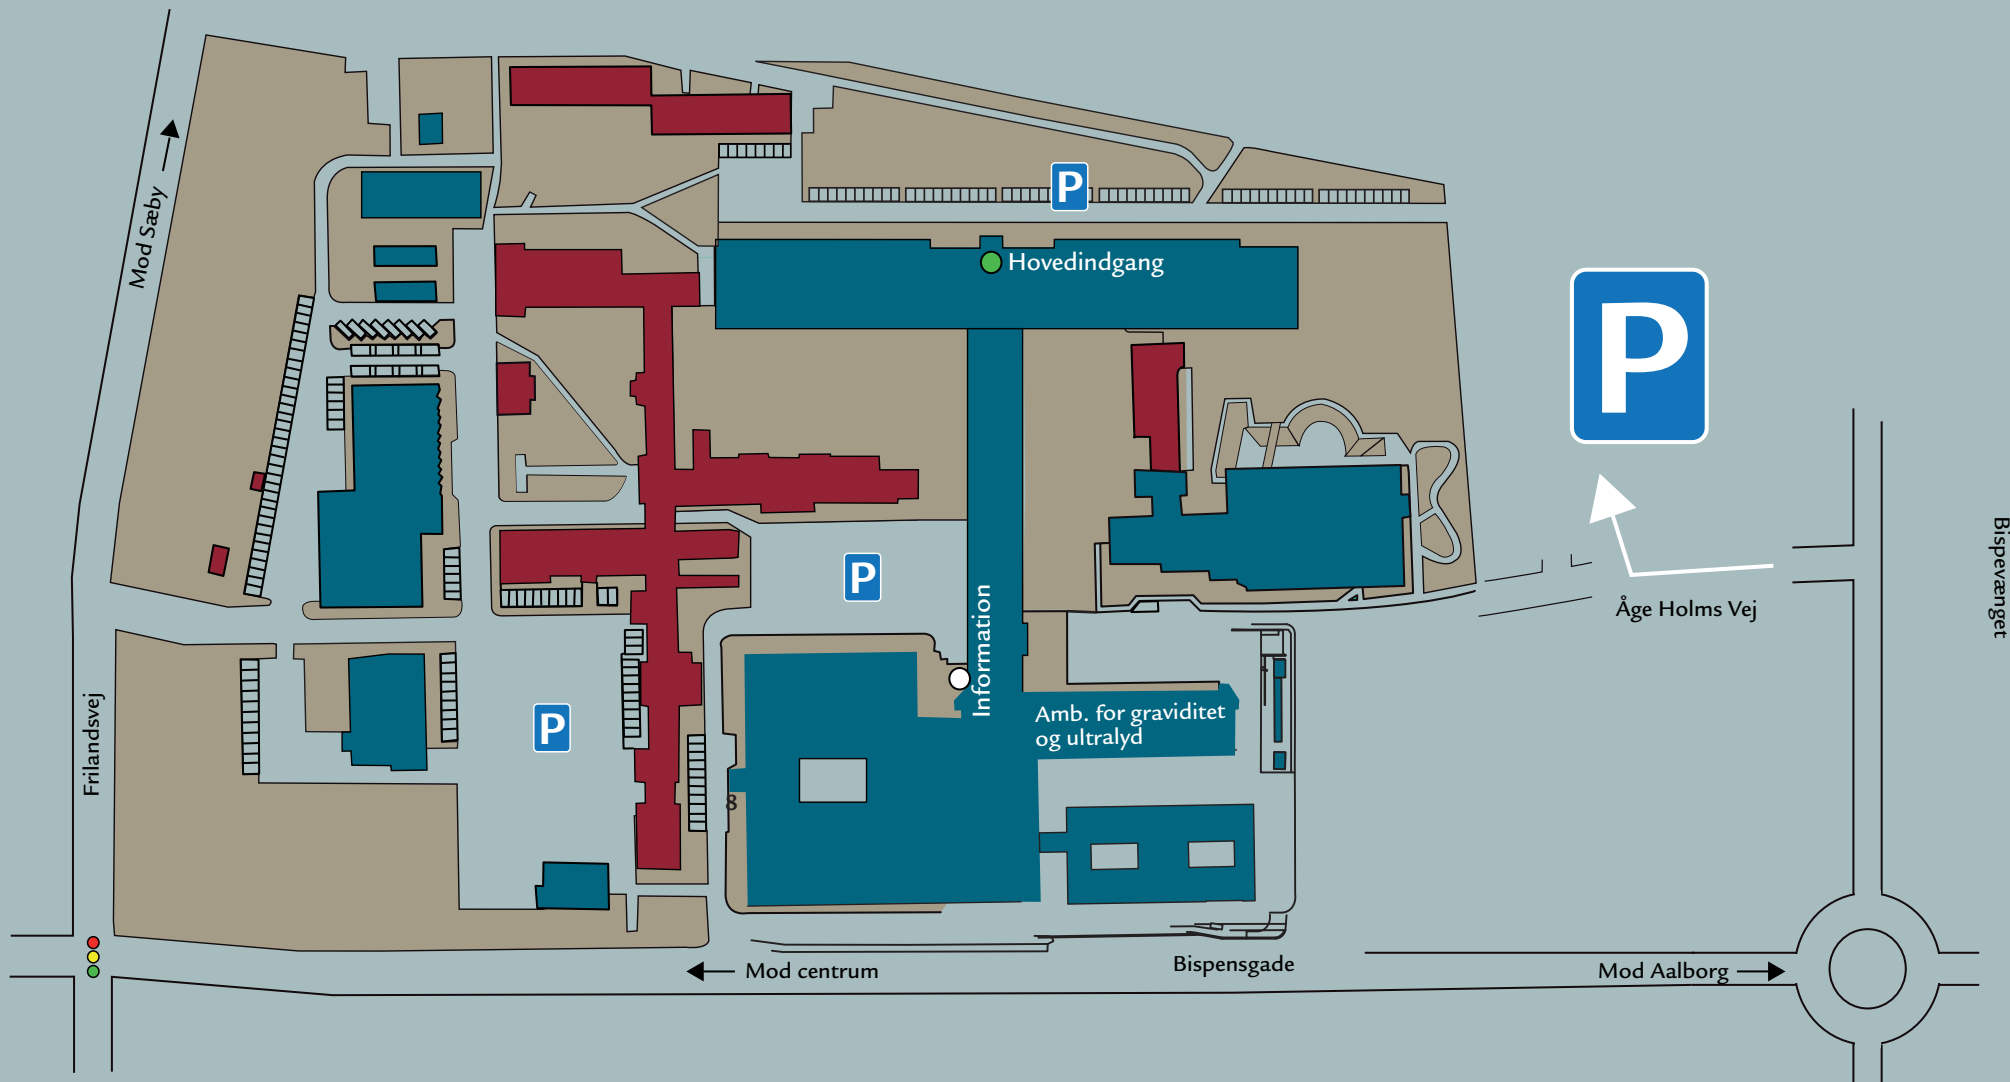 P
Mod Sæby
Hovedindgang
P
Bispevænget
P
Information
Åge Holms Vej
P
Frilandsvej
Amb. for graviditet
og ultralyd
8
Mod centrum
Bispensgade
Mod Aalborg